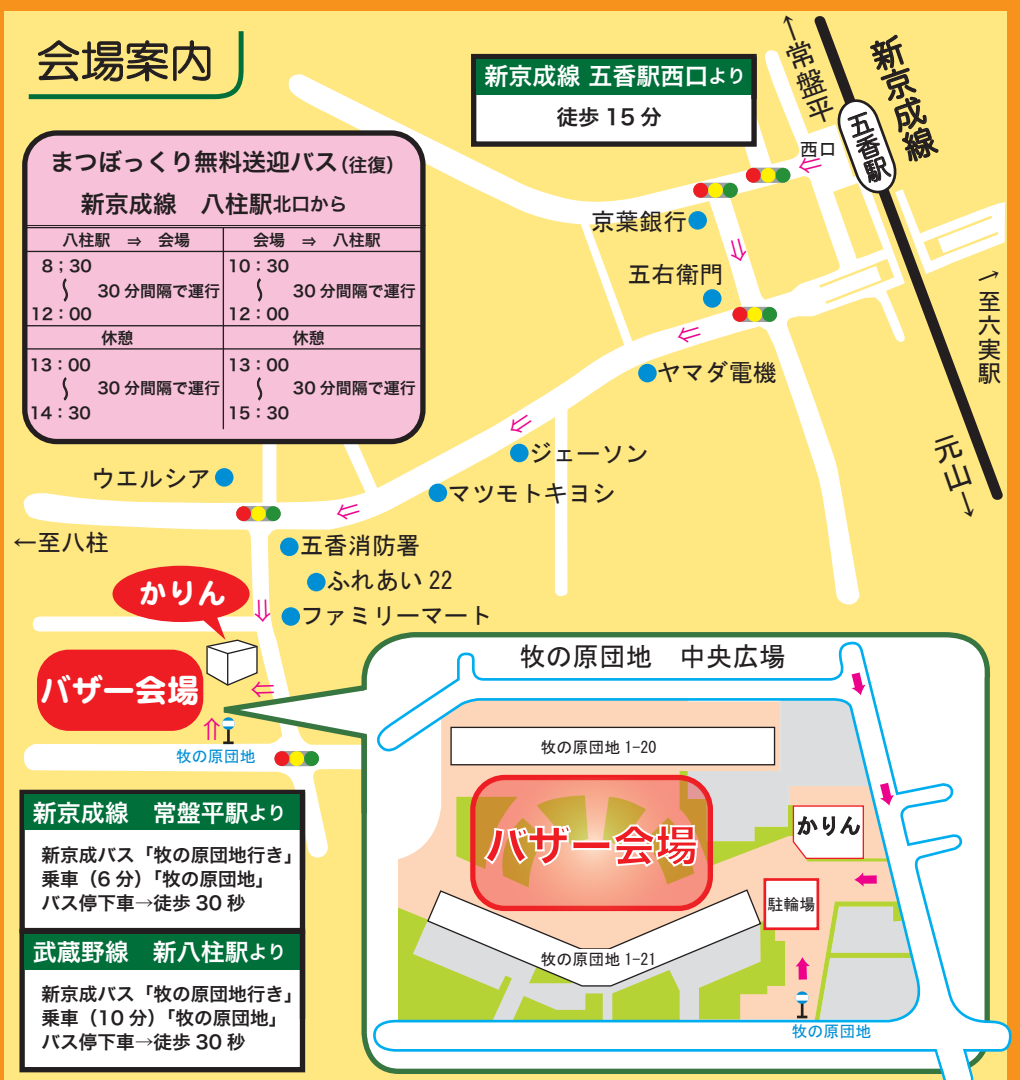 会場案内
新京成線 五香駅西口より
徒歩 15 分
←常盤平
新京成線
五香駅
西口
まつぼっくり無料送迎バス(往復)
新京成線　八柱駅北口から
八柱駅 ⇒ 会場
会場 ⇒ 八柱駅
8;30
〜 30 分間隔で運行
12:00
10:30
〜 30 分間隔で運行
12:00
休憩
休憩
13:00
〜 30 分間隔で運行
14:30
13:00
〜 30 分間隔で運行
15:30
京葉銀行
五右衛門
→至六実駅
ヤマダ電機
元山→
ジェーソン
マツモトキヨシ
ウエルシア
←至八柱
五香消防署
ふれあい 22
ファミリーマート
かりん
バザー会場
牧の原団地
牧の原団地　中央広場
牧の原団地 1-20
バザー会場
かりん
駐輪場
牧の原団地 1-21
牧の原団地
新京成線　常盤平駅より
新京成バス「牧の原団地行き」
乗車（6 分）「牧の原団地」
バス停下車→徒歩 30 秒
武蔵野線　新八柱駅より
新京成バス「牧の原団地行き」
乗車（10 分）「牧の原団地」
バス停下車→徒歩 30 秒